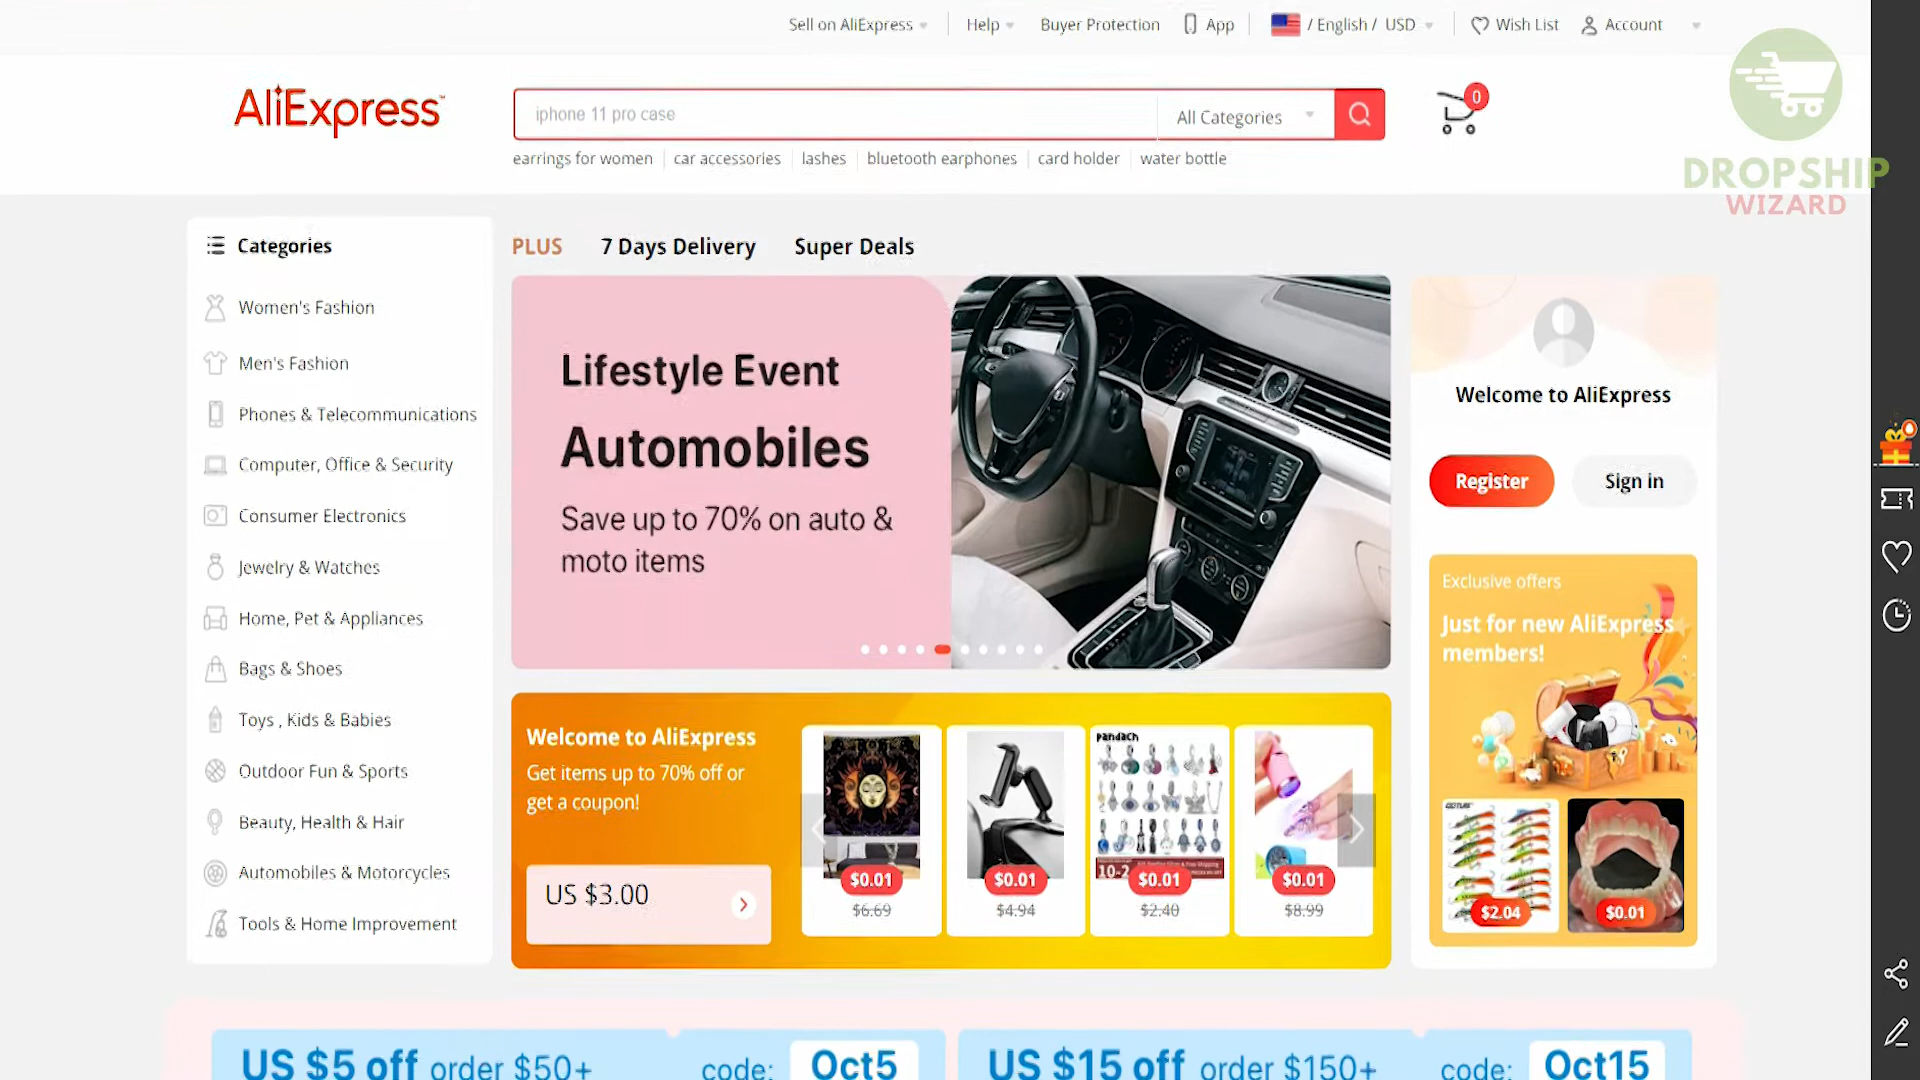 Sell on AliExpress
Help
Buyer Protection
App
/ English / USD
Wish List
Account
AliExpress™
iphone 11 pro case
All Categories
0
earrings for women
car accessories
lashes
bluetooth earphones
card holder
water bottle
DROPSHIP
WIZARD
Categories
Women's Fashion
Men's Fashion
Phones & Telecommunications
Computer, Office & Security
Consumer Electronics
Jewelry & Watches
Home, Pet & Appliances
Bags & Shoes
Toys , Kids & Babies
Outdoor Fun & Sports
Beauty, Health & Hair
Automobiles & Motorcycles
Tools & Home Improvement
PLUS
7 Days Delivery
Super Deals
Lifestyle Event
Automobiles
Save up to 70% on auto &
moto items
Welcome to AliExpress
Register
Sign in
Exclusive offers
Just for new AliExpress
members!
$2.04
$0.01
Welcome to AliExpress
Get items up to 70% off or
get a coupon!
US $3.00
$0.01
$6.69
$0.01
$4.94
pandach
10-2
$0.01
$2.40
$0.01
$8.99
US $5 off order $50+
code:
Oct5
US $15 off order $150+
code:
Oct15